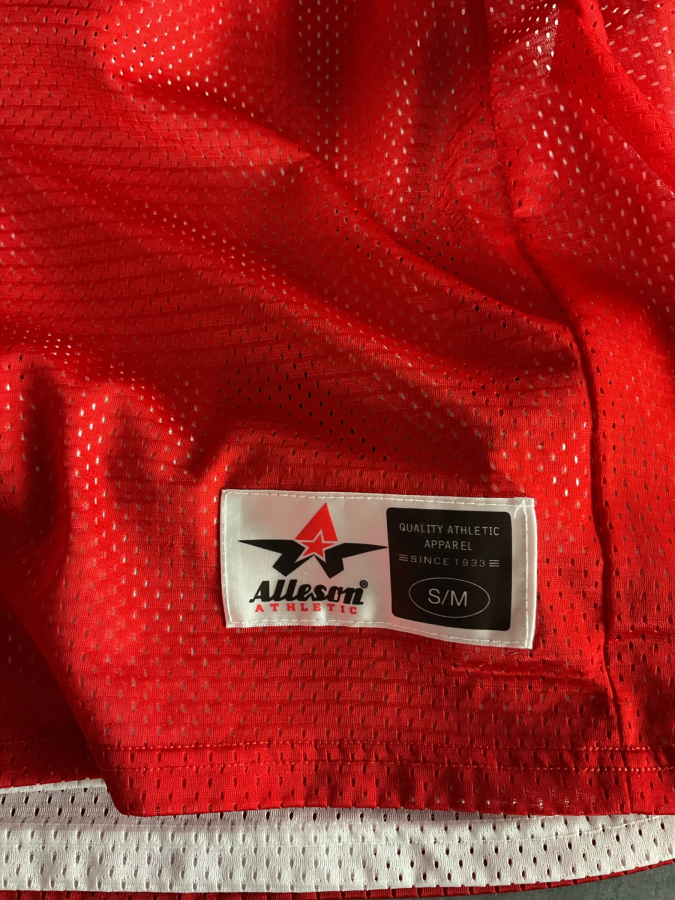 Alleson®
ATHLETIC
QUALITY ATHLETIC
APPAREL
SINCE 1933
S/M